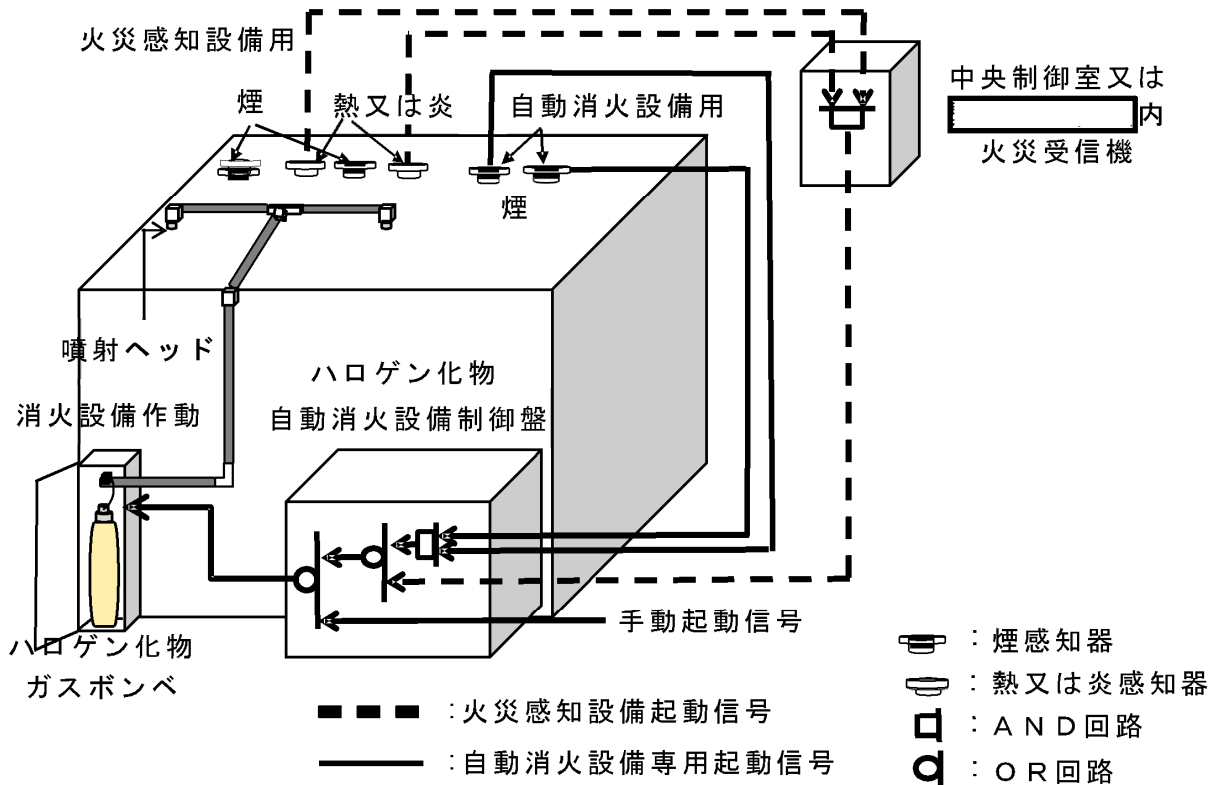 火災感知設備用
煙
熱又は炎
自動消火設備用
煙
中央制御室又は
内
火災受信機
噴射ヘッド
消火設備作動
ハロゲン化物
自動消火設備制御盤
手動起動信号
ハロゲン化物
ガスボンベ
:火災感知設備起動信号
:自動消火設備専用起動信号
:煙感知器
:熱又は炎感知器
:AND回路
:OR回路